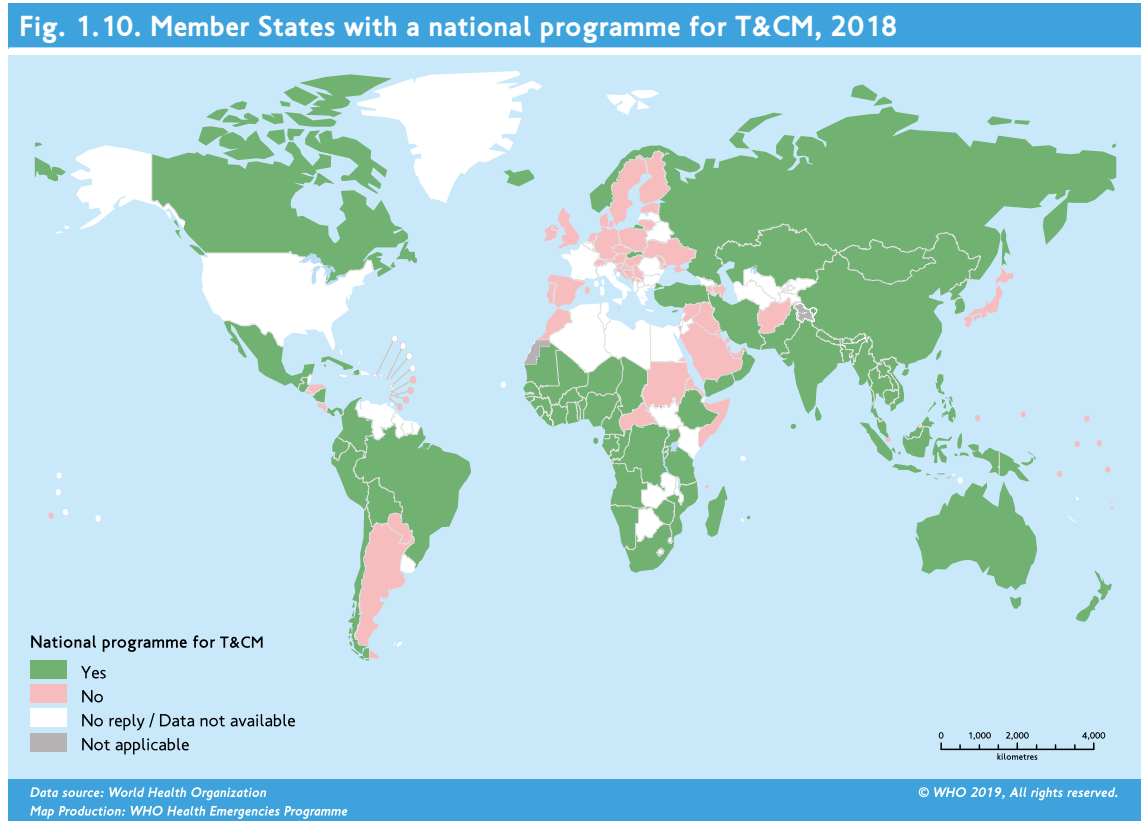 Fig. 1.10. Member States with a national programme for T&CM, 2018
National programme for T&CM
Yes
No
No reply / Data not available
Not applicable
0 1,000 2,000 4,000
kilometres
Data source: World Health Organization
Map Production: WHO Health Emergencies Programme
© WHO 2019, All rights reserved.